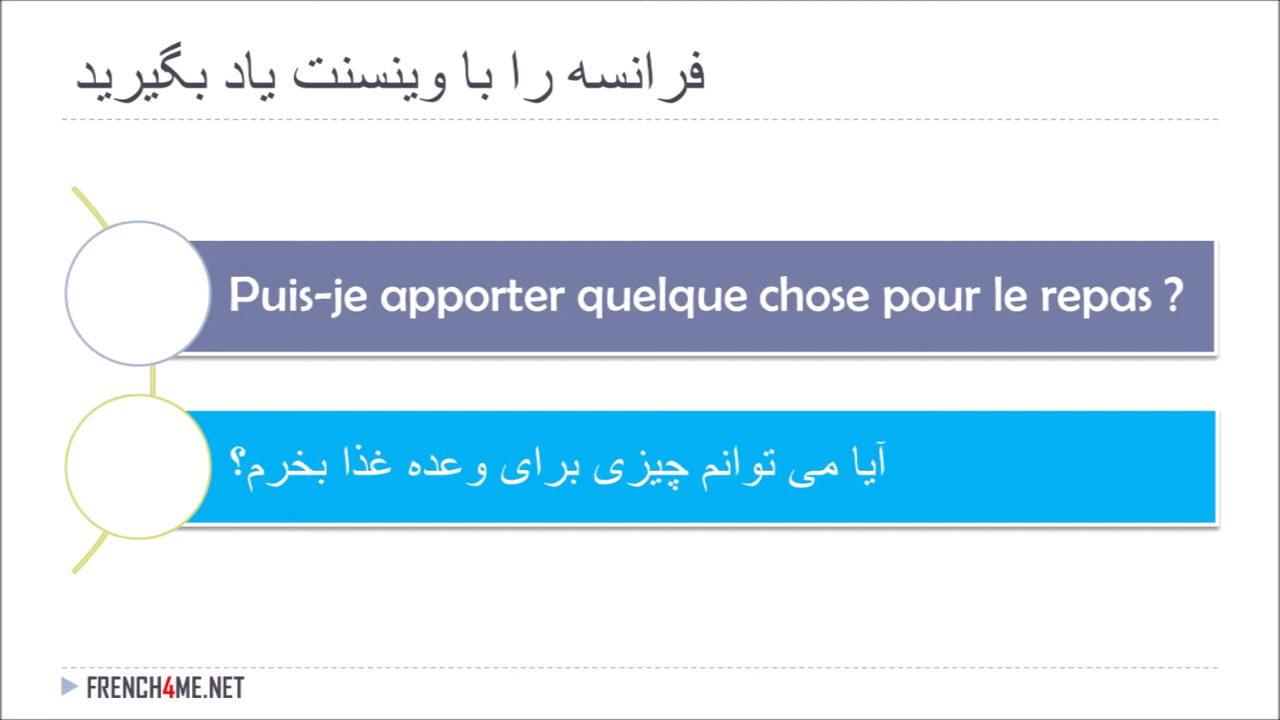 فرانسه را با وینسنت یاد بگیرید
Puis-je apporter quelque chose pour le repas ?
آیا می توانم چیزی برای وعده غذا بخرم؟
FRENCH4ME.NET